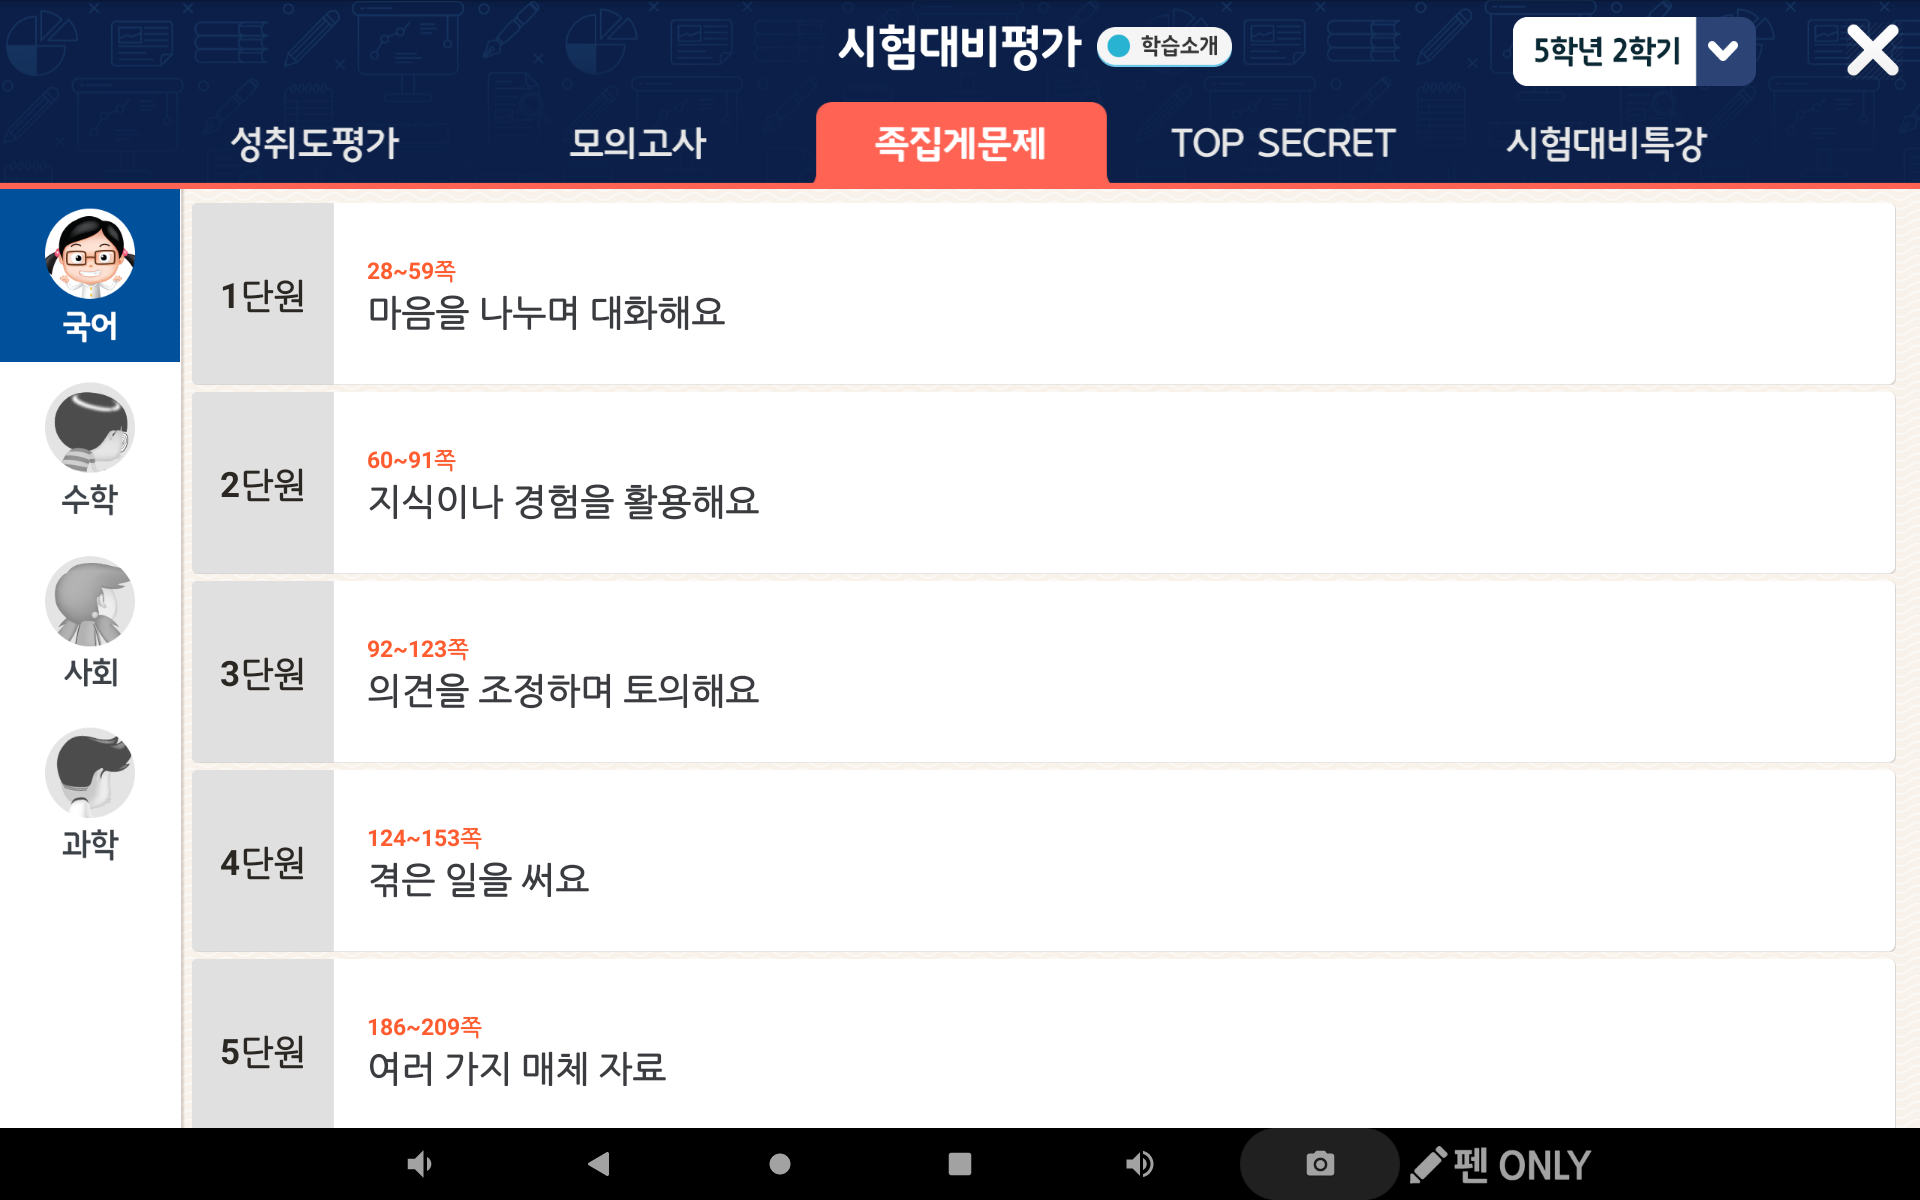 시험대비평가
학습소개
5학년 2학기
성취도평가
모의고사
족집게문제
TOP SECRET
시험대비특강
국어
수학
사회
과학
1단원
28~59쪽
마음을 나누며 대화해요
2단원
60~91쪽
지식이나 경험을 활용해요
3단원
92~123쪽
의견을 조정하며 토의해요
4단원
124~153쪽
겪은 일을 써요
5단원
186~209쪽
여러 가지 매체 자료
펜 ONLY